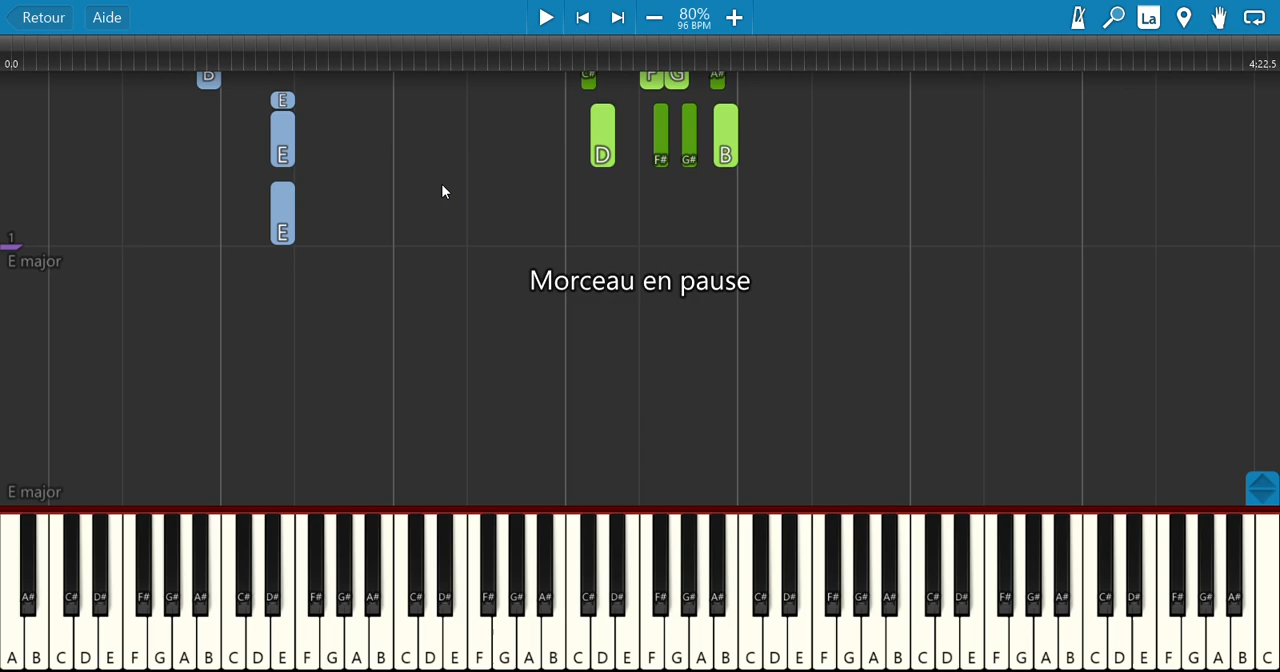 Retour Aide 80% La
96 BPM
0,0 4:22.5
B C# F G A#
E
E D F# G# B
E
1
E major
Morceau en pause
E major
A# C# D# F# G# A# C# D# F# G# A# C# D# F# G# A# C# D# F# G# A# C# D# F# G# A# C# D# F# G# A# C# D# F# G# A#
A B C D E F G A B C D E F G A B C D E F G A B C D E F G A B C D E F G A B C D E F G A B C D E F G A B C